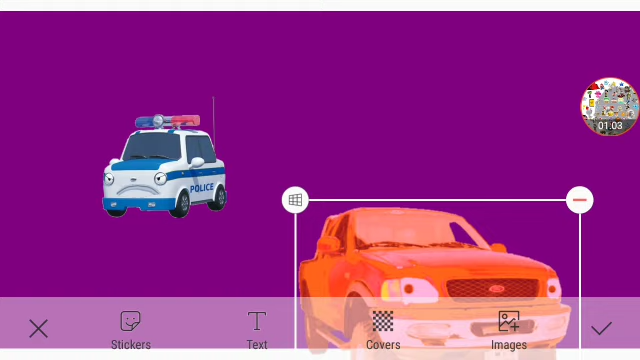 01:03
POLICE
Stickers
Text
Covers
Images